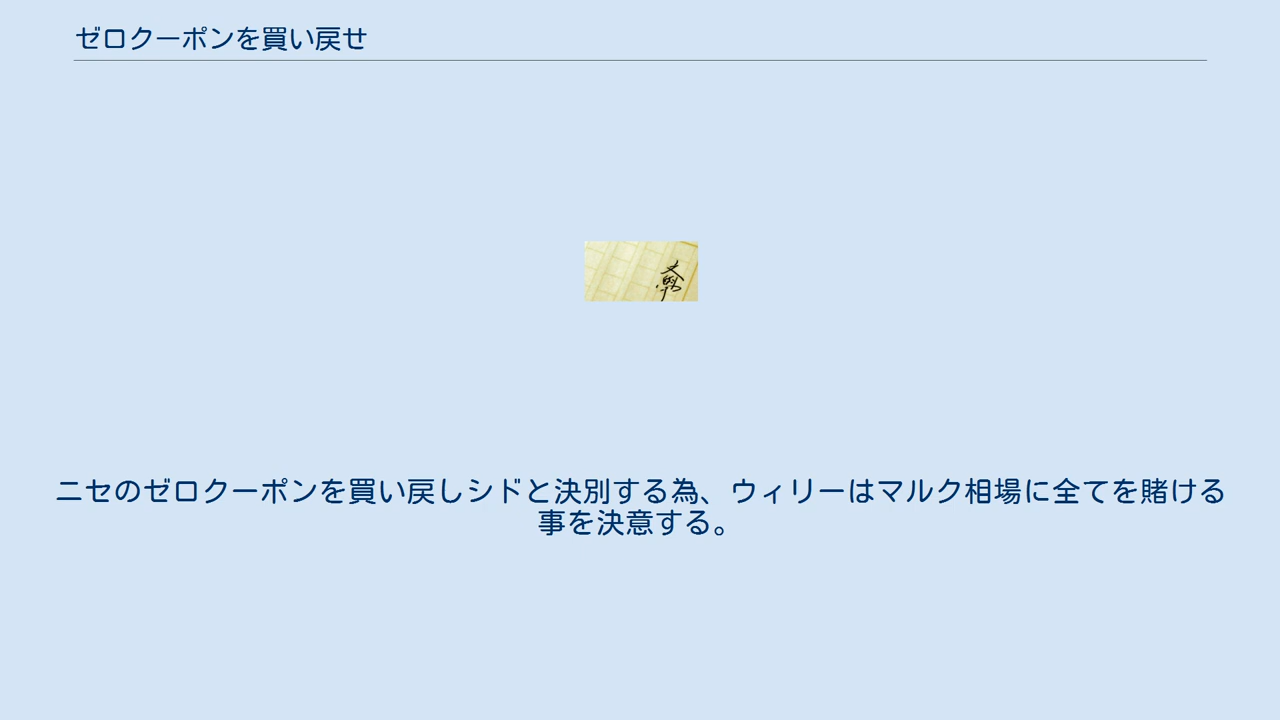 ゼロクーポンを買い戻せ
ニセのゼロクーポンを買い戻しシドと決別する為、ウィリーはマルク相場に全てを賭ける
事を決意する。